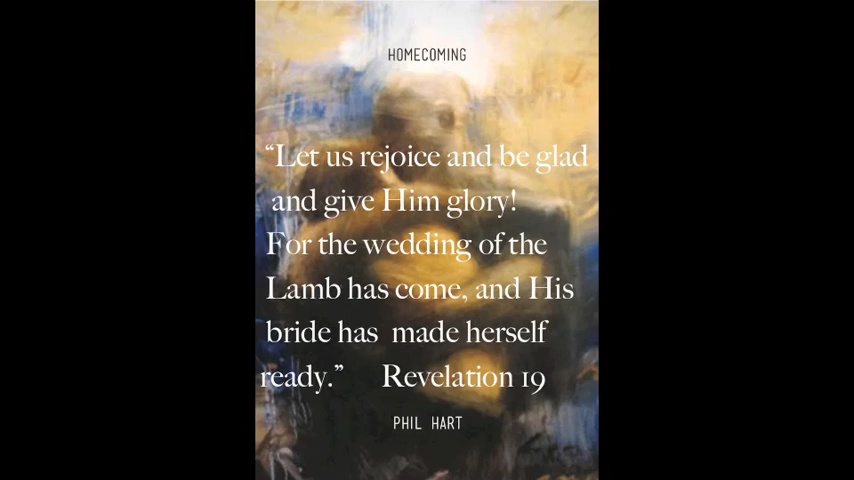 HOMECOMING
“Let us rejoice and be glad
and give Him glory!
For the wedding of the
Lamb has come, and His
bride has made herself
ready.” Revelation 19
PHIL HART